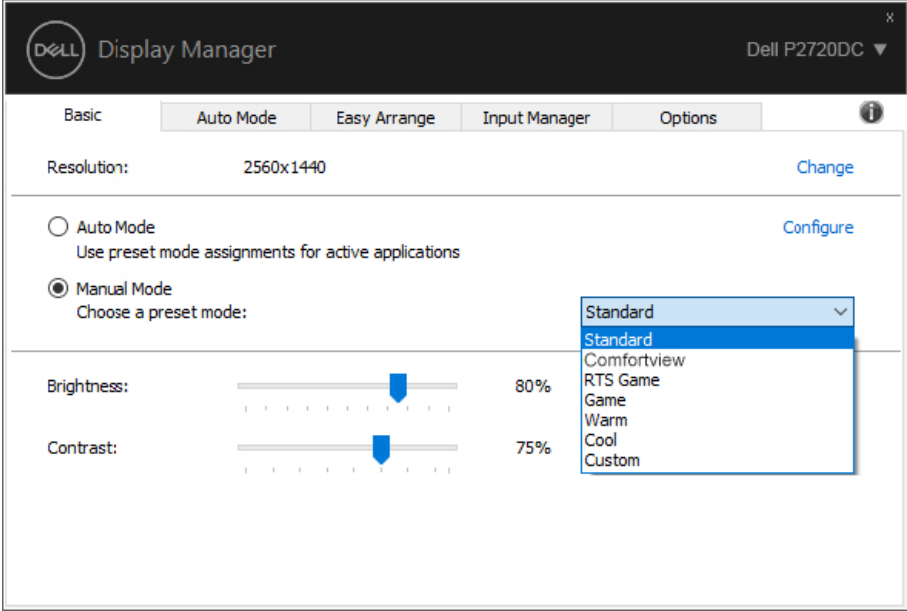 x
DELL Display Manager
Dell P2720DC ▼
Basic Auto Mode Easy Arrange Input Manager Options
Resolution: 2560x1440 Change
Auto Mode Configure
Use preset mode assignments for active applications
Manual Mode
Choose a preset mode: Standard
Standard
Comfortview
RTS Game
Game
Warm
Cool
Custom
Brightness: 80%
Contrast: 75%